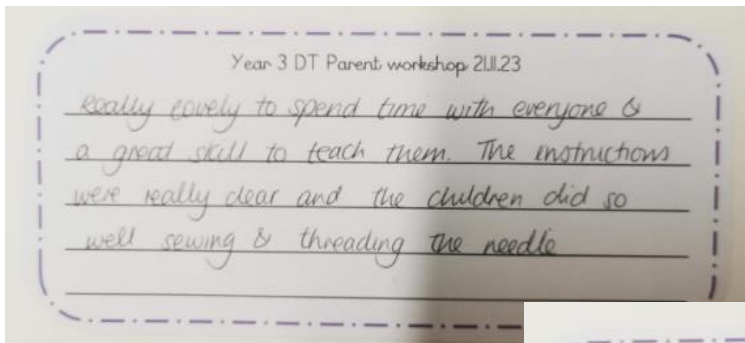 Year 3 DT Parent workshop 21.11.23
Really lovely to spend time with everyone &
a great skill to teach them. The instructions
were really clear and the children did so
well sewing & threading the needle